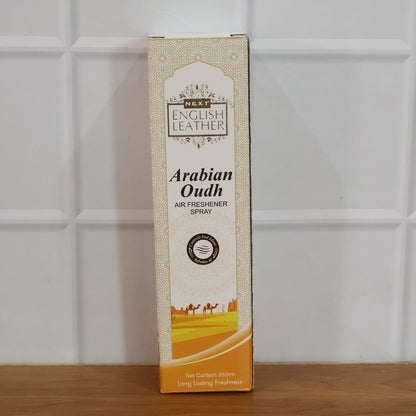 NEXT
ENGLISH
LEATHER
Arabian
Oudh
AIR FRESHENER
SPRAY
Net Content 250ml
Long Lasting Freshness